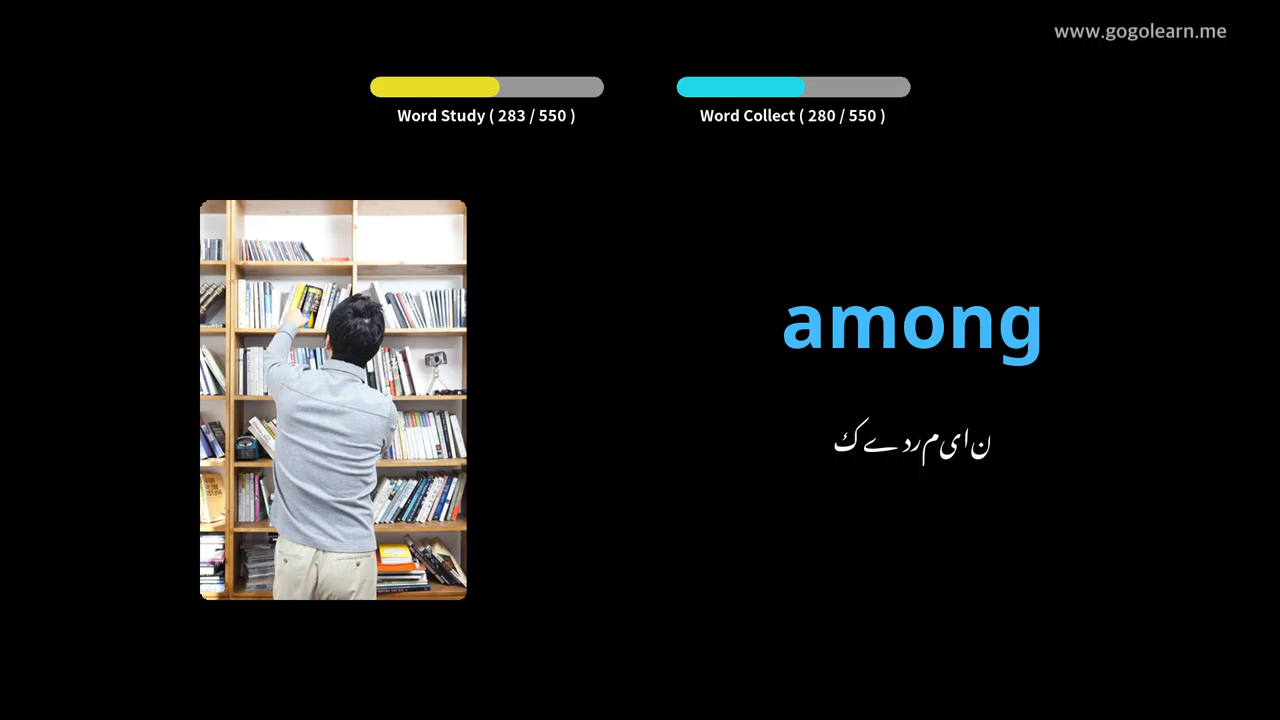 www.gogolearn.me
Word Study ( 283 / 550 )
Word Collect ( 280 / 550 )
among
کے درمیان